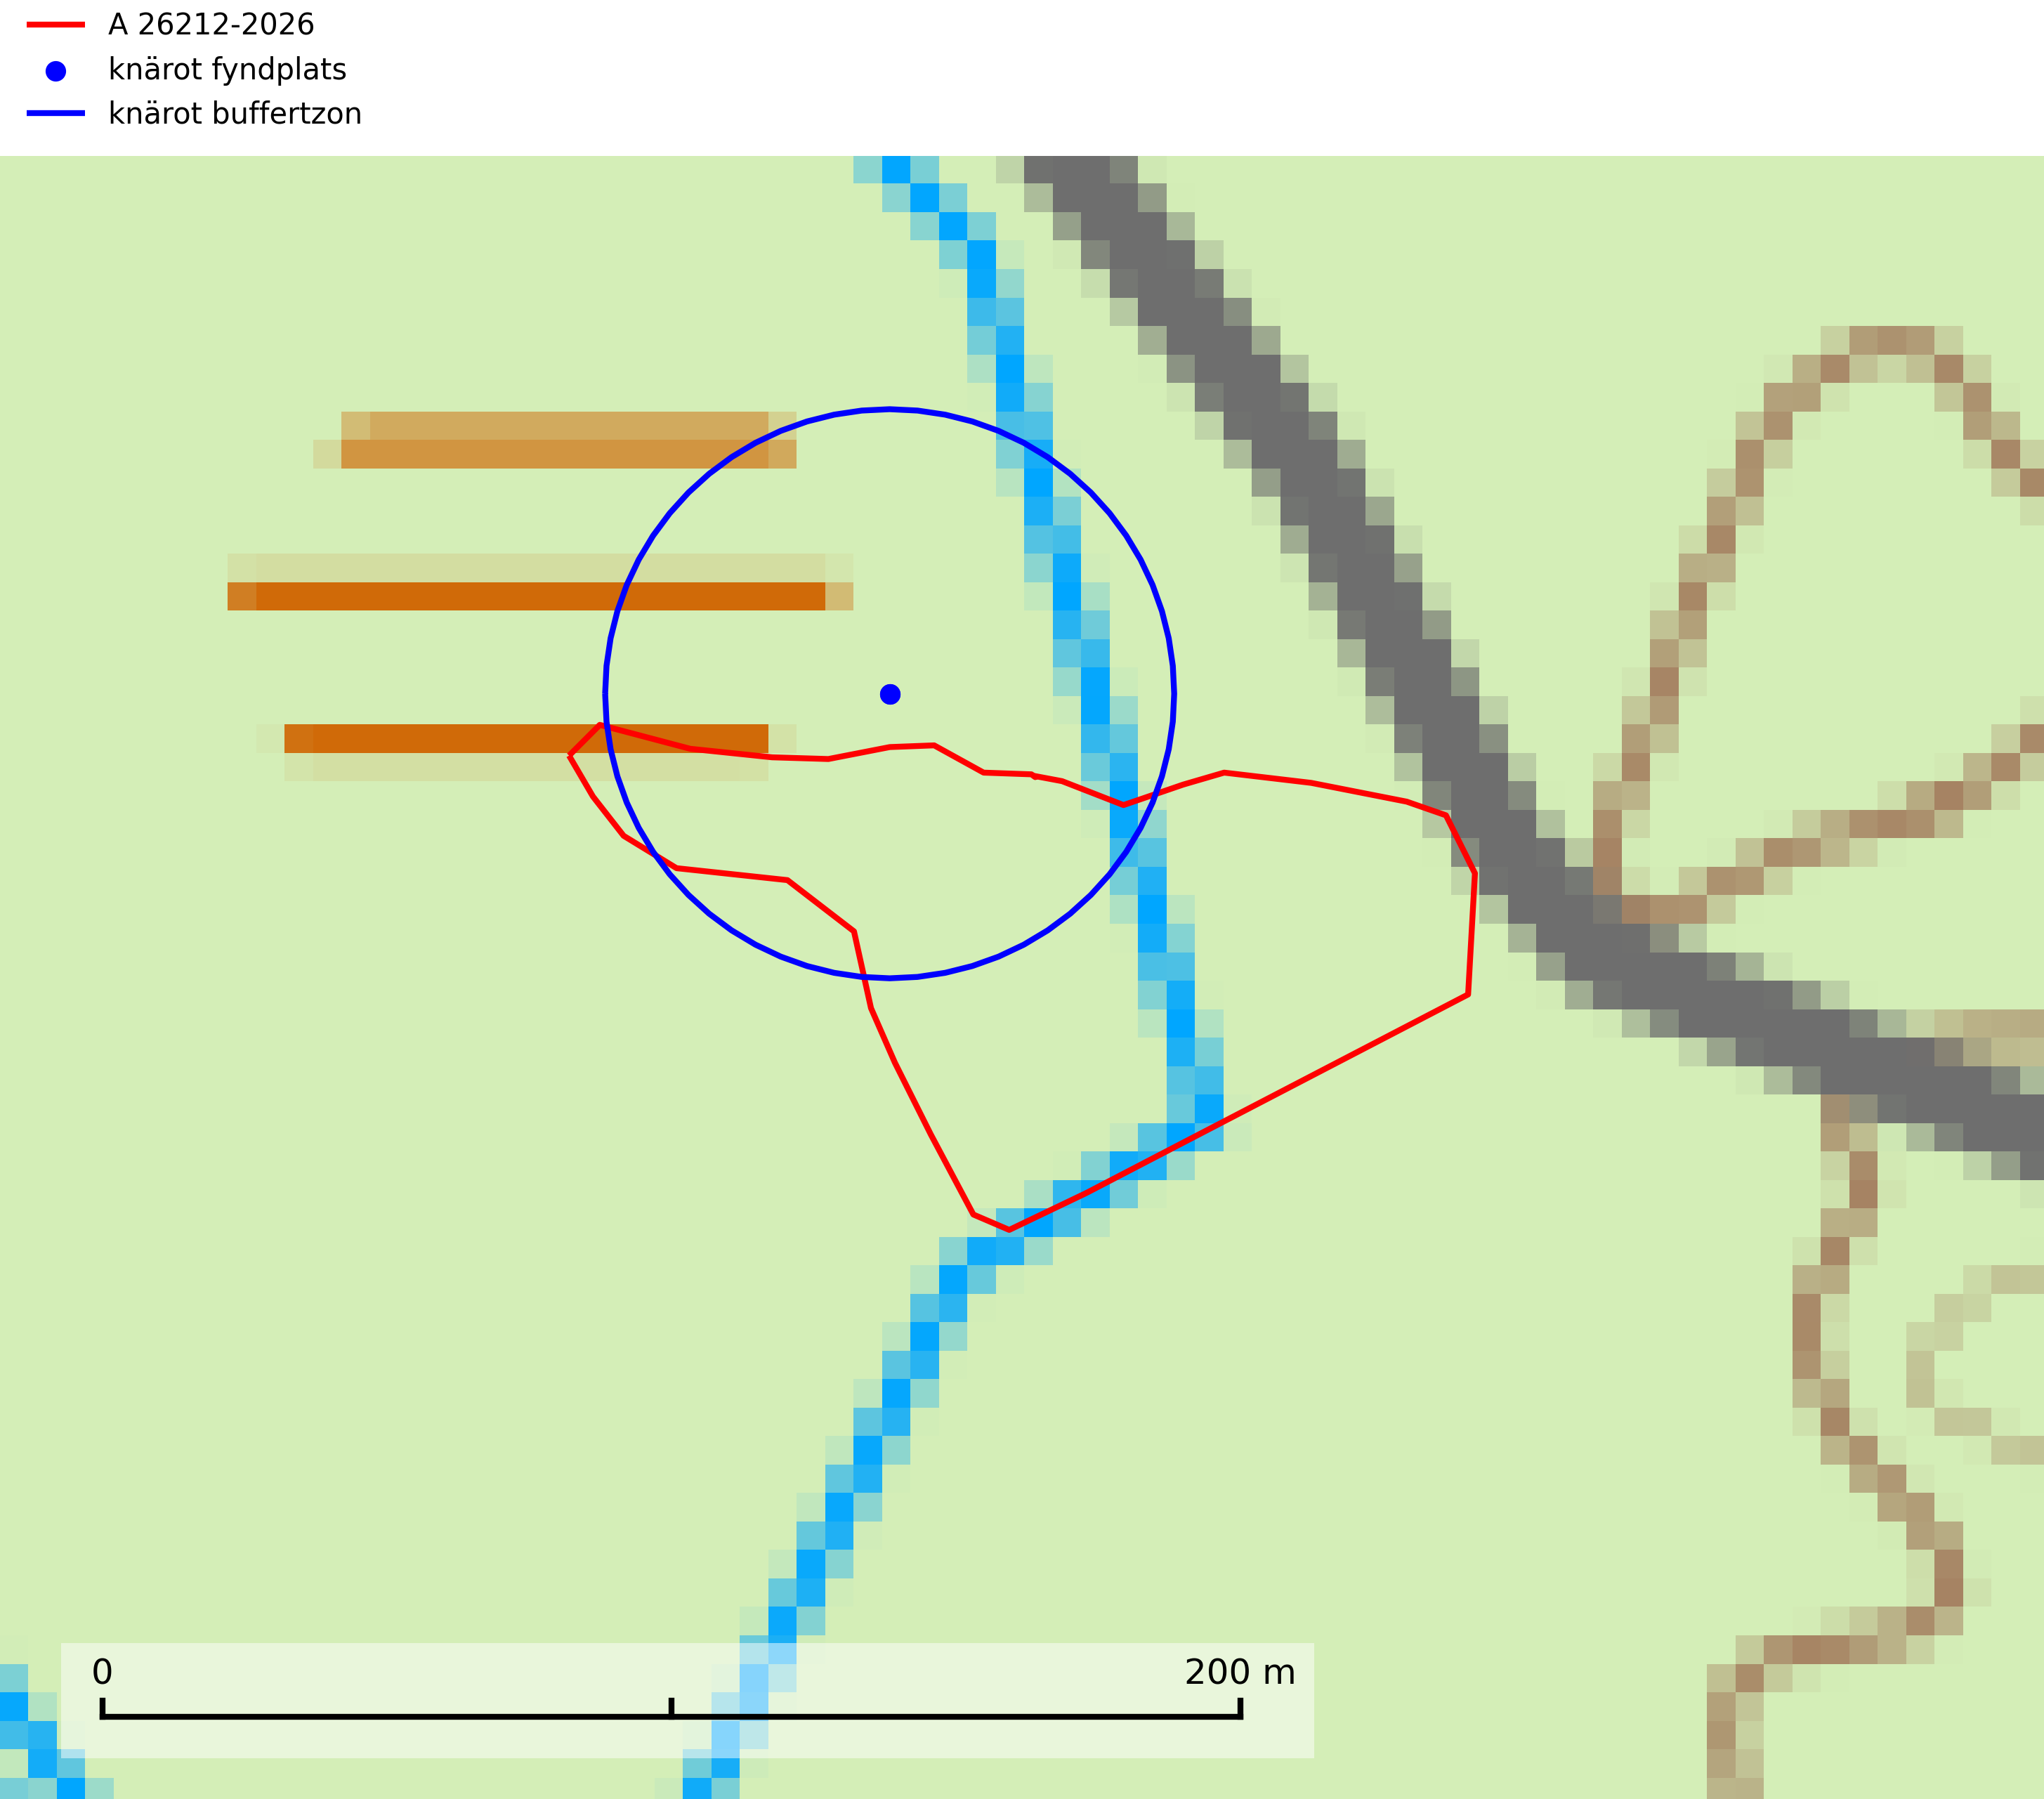 A 26212-2026
knärot fyndplats
knärot buffertzon
0 200 m